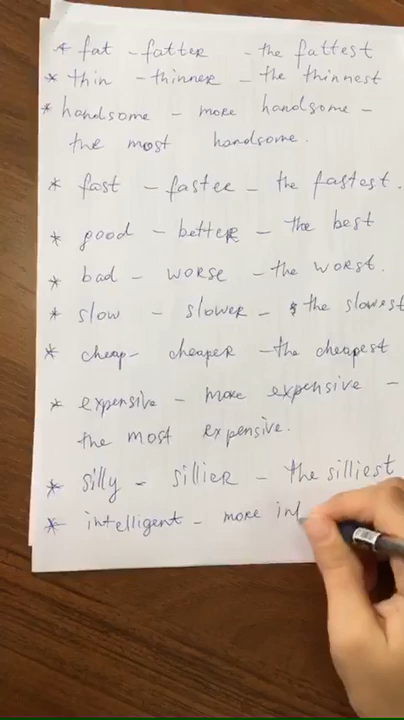 * fat - fatter - the fattest
* thin - thinner - the thinnest
* handsome - more handsome -
the most handsome.
* fast - faster - the fastest.
* good - better - the best
* bad - worse - the worst.
* slow - slower - the slowest
* cheap - cheaper - the cheapest
* expensive - more expensive -
the most expensive.
* silly - sillier - the silliest
* intelligent - more int